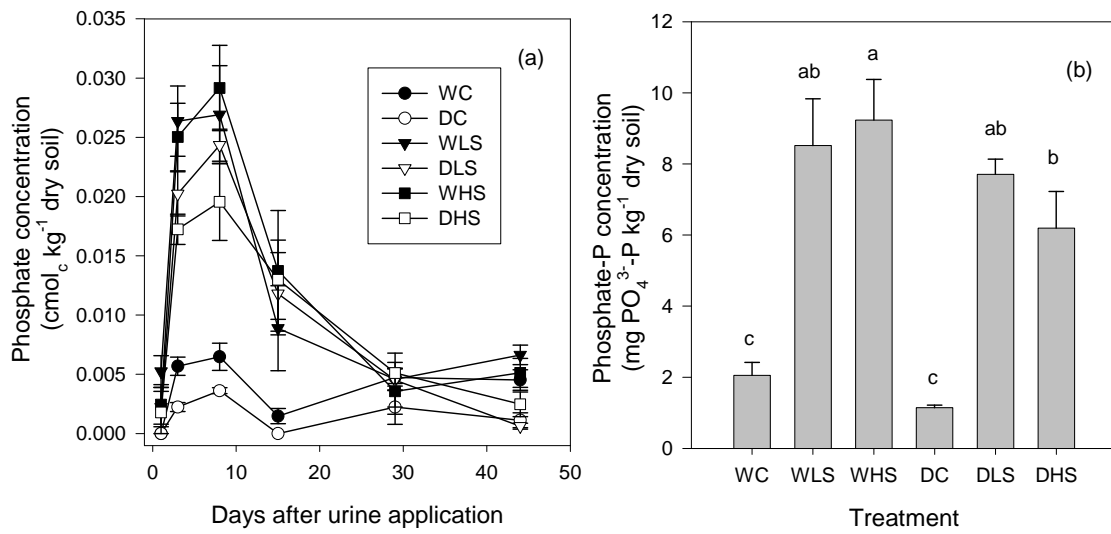 Phosphate concentration
(cmol_c kg^-1 dry soil)
0.035
0.030
0.025
0.020
0.015
0.010
0.005
0.000
(a)
WC
DC
WLS
DLS
WHS
DHS
0 10 20 30 40 50
Days after urine application
Phosphate-P concentration
(mg PO_4^3- -P kg^-1 dry soil)
12
10
8
6
4
2
0
(b)
c ab a c ab b
WC WLS WHS DC DLS DHS
Treatment